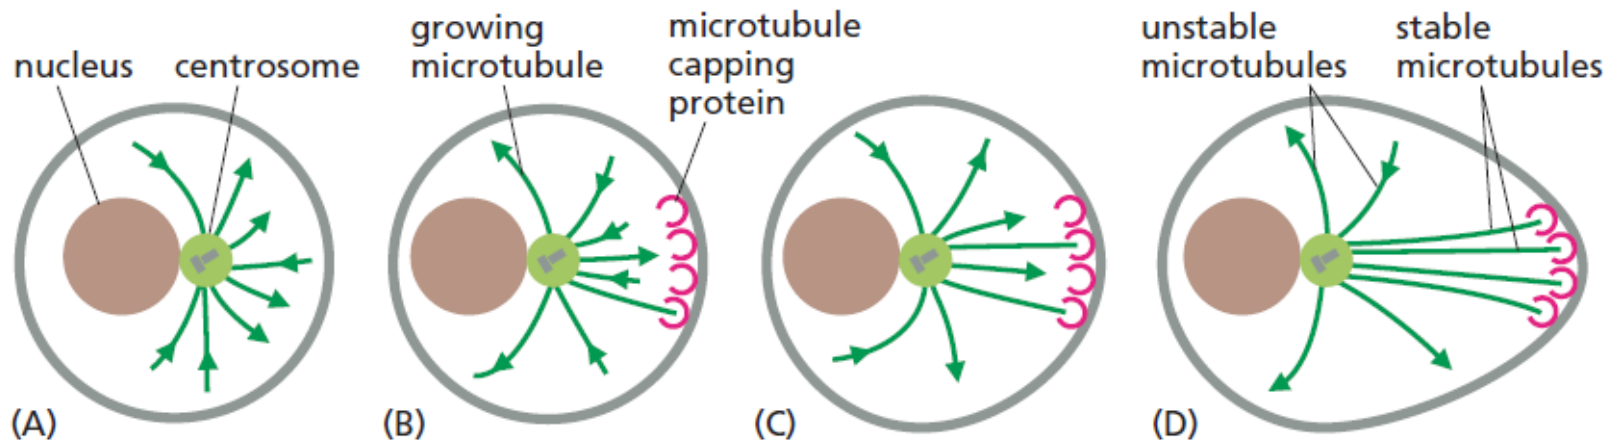 nucleus
centrosome
growing
microtubule
microtubule
capping
protein
unstable
microtubules
stable
microtubules
(A)
(B)
(C)
(D)